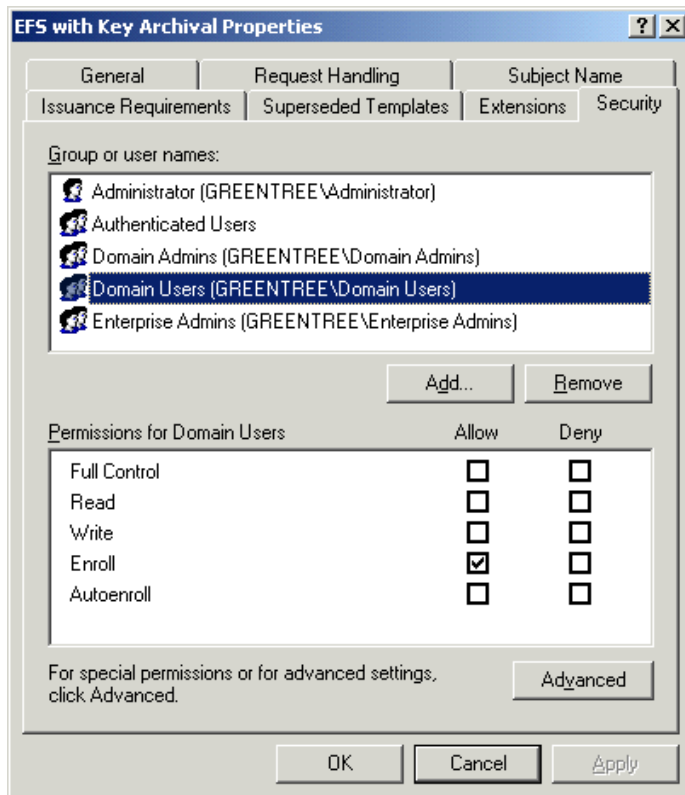 EFS with Key Archival Properties
General Request Handling Subject Name
Issuance Requirements Superseded Templates Extensions Security
Group or user names:
Administrator (GREENTREE\Administrator)
Authenticated Users
Domain Admins (GREENTREE\Domain Admins)
Domain Users (GREENTREE\Domain Users)
Enterprise Admins (GREENTREE\Enterprise Admins)
Add... Remove
Permissions for Domain Users Allow Deny
Full Control
Read
Write
Enroll
Autoenroll
For special permissions or for advanced settings,
click Advanced.
Advanced
OK Cancel Apply